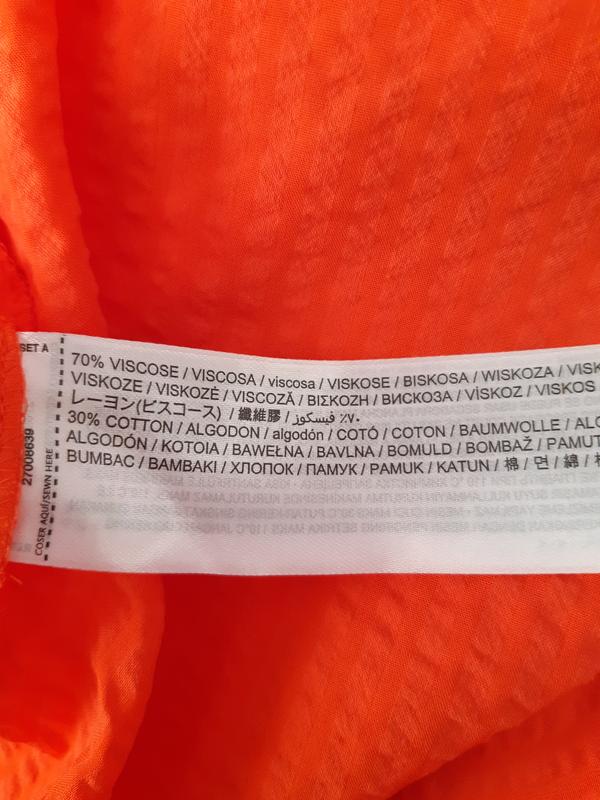 SET A
27008639
COSER AQUÍ/SEWN HERE
70% VISCOSE / VISCOSA / viscosa / VISKOSE / BISKOSA / WISKOZA / VISK
VISKOZE / VISKOZĖ / VISCOZĂ / ΒΙΣΚΟΖΗ / ВИСКОЗА / VİSKOZ / VISKOS
レーヨン(ビスコース) / 纖維膠 / فيسكوز ٪٧٠
30% COTTON / ALGODON / algodón / COTÓ / COTON / BAUMWOLLE / ALG
ALGODÓN / KOTOIA / BAWEŁNA / BAVLNA / BOMULD / BOMBAŽ / PAMUT
BUMBAC / ΒΑΜΒΑΚΙ / ХЛОПОК / ПАМУК / PAMUK / KATUN / 棉 / 면 / 綿 /